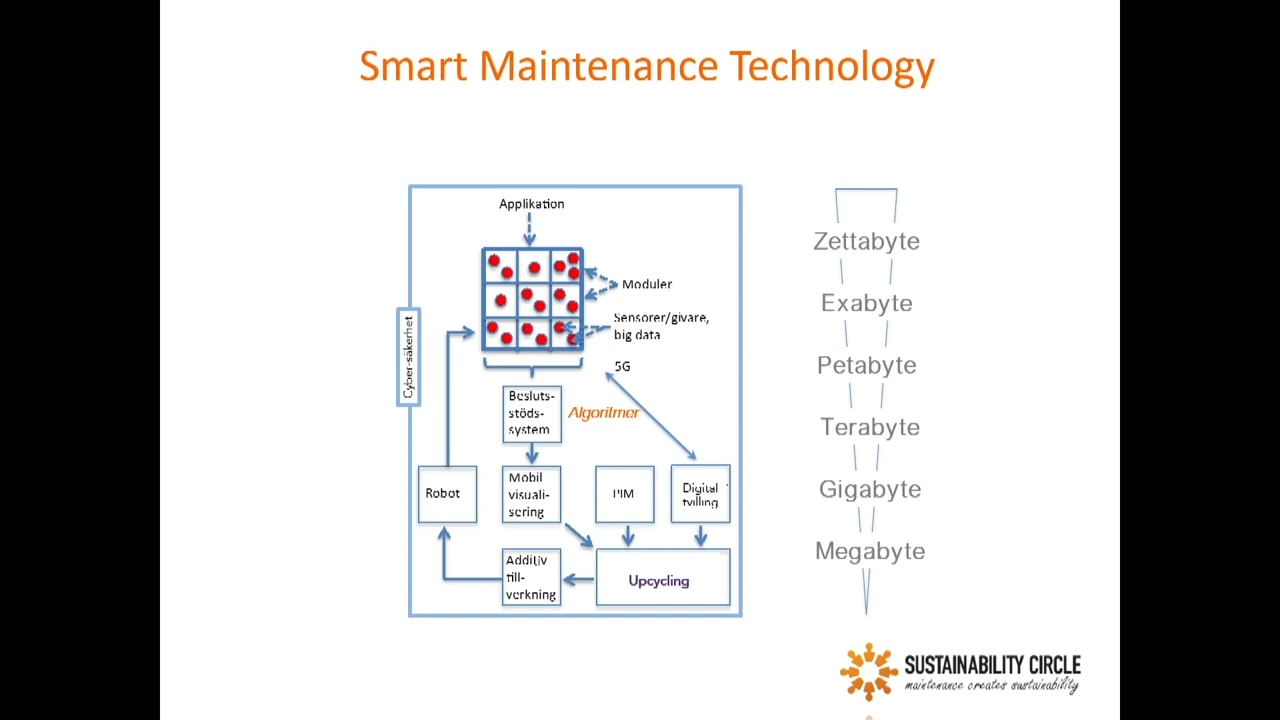 Smart Maintenance Technology
Applikation
Moduler
Sensorer/givare,
big data
5G
Cyber-säkerhet
Besluts-
stöds-
system
Algoritmer
Robot
Mobil
visuali-
sering
PIM
Digital
tvilling
Additiv
till-
verkning
Upcycling
Zettabyte
Exabyte
Petabyte
Terabyte
Gigabyte
Megabyte
SUSTAINABILITY CIRCLE
maintenance creates sustainability